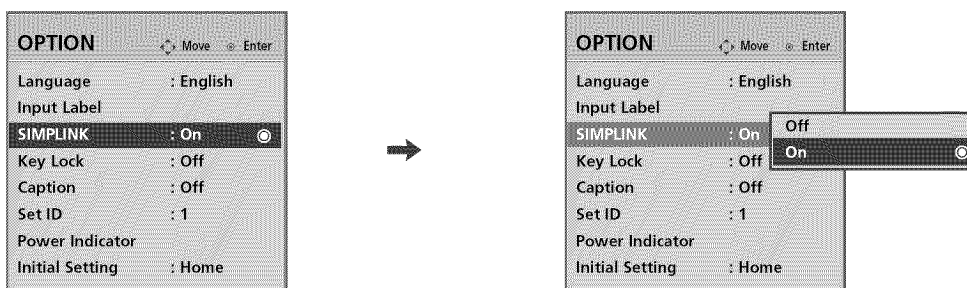 OPTION Move Enter
Language : English
Input Label
SIMPLINK : On
Key Lock : Off
Caption : Off
Set ID : 1
Power Indicator
Initial Setting : Home
OPTION Move Enter
Language : English
Input Label
SIMPLINK : On
Key Lock : Off
Caption : Off
Set ID : 1
Power Indicator
Initial Setting : Home
Off
On